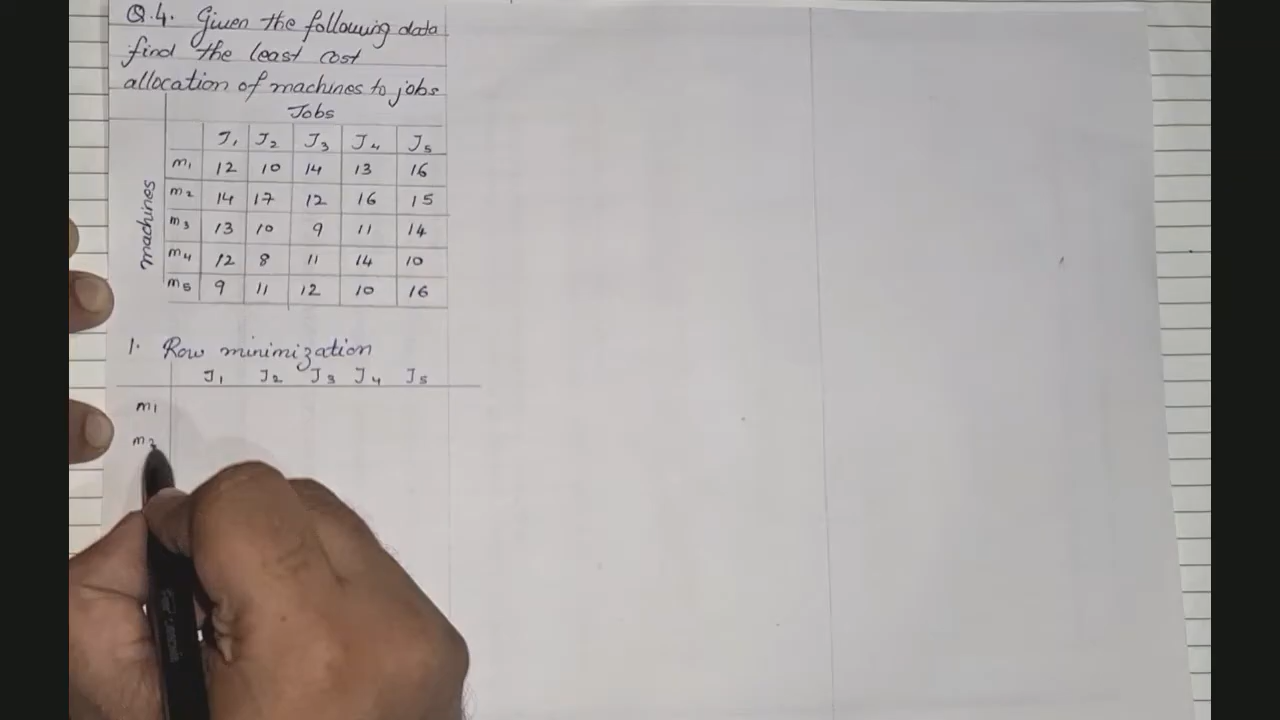 Q.4. Given the following data
find the least cost
allocation of machines to jobs
Jobs
J1 J2 J3 J4 J5
machines
m1 12 10 14 13 16
m2 14 17 12 16 15
m3 13 10 9 11 14
m4 12 8 11 14 10
m5 9 11 12 10 16
1. Row minimization
J1 J2 J3 J4 J5
m1
m2